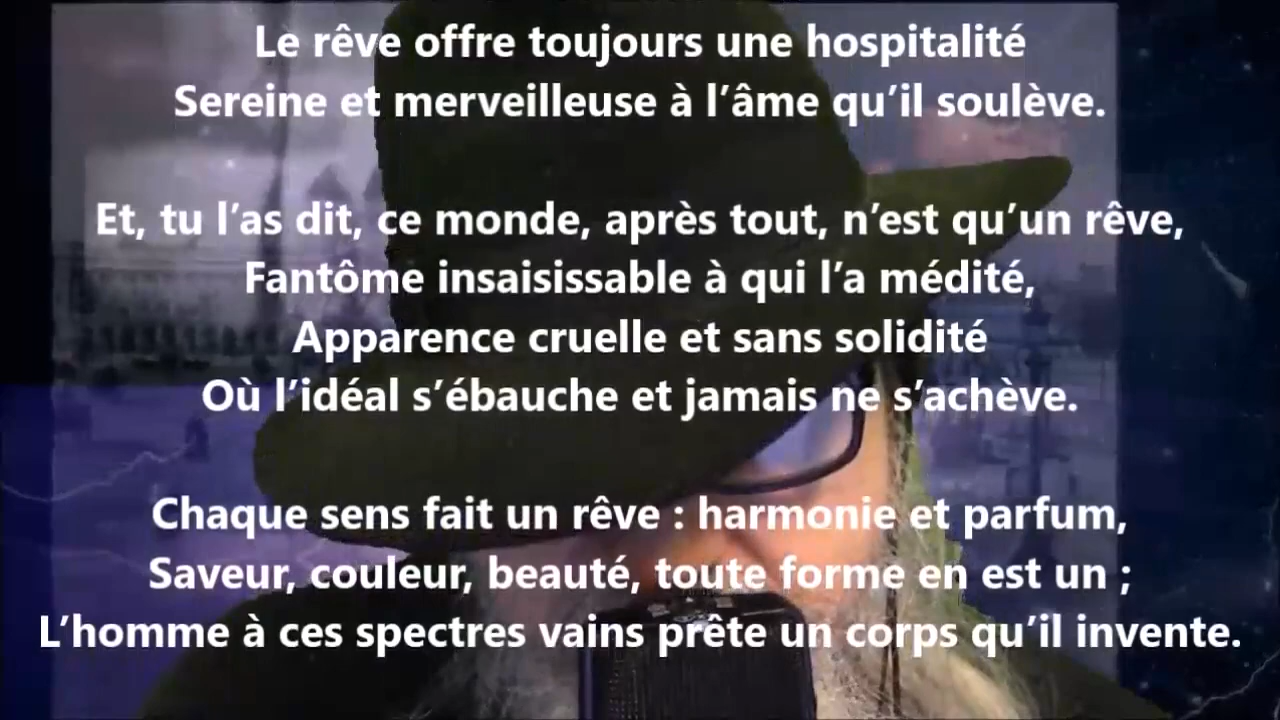 Le rêve offre toujours une hospitalité
Sereine et merveilleuse à l’âme qu’il soulève.
Et, tu l’as dit, ce monde, après tout, n’est qu’un rêve,
Fantôme insaisissable à qui l’a médité,
Apparence cruelle et sans solidité
Où l’idéal s’ébauche et jamais ne s’achève.
Chaque sens fait un rêve : harmonie et parfum,
Saveur, couleur, beauté, toute forme en est un ;
L’homme à ces spectres vains prête un corps qu’il invente.